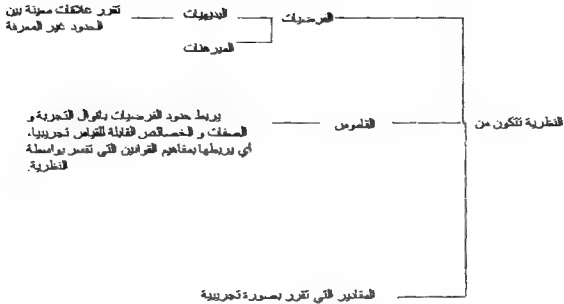 النظرية تتكون من
الفرضيات
البديهيات
تقرر علاقات معينة بين
الحدود غير المعرفة
المبرهنات
القاموس
يربط حدود الفرضيات باقوال التجربة و
الصفات و الخصائص القابلة للقياس تجريبيا،
أي يربطها بمفاهيم القوانين التي تفسر بواسطة
النظرية.
المقادير التي تقرر بصورة تجريبية